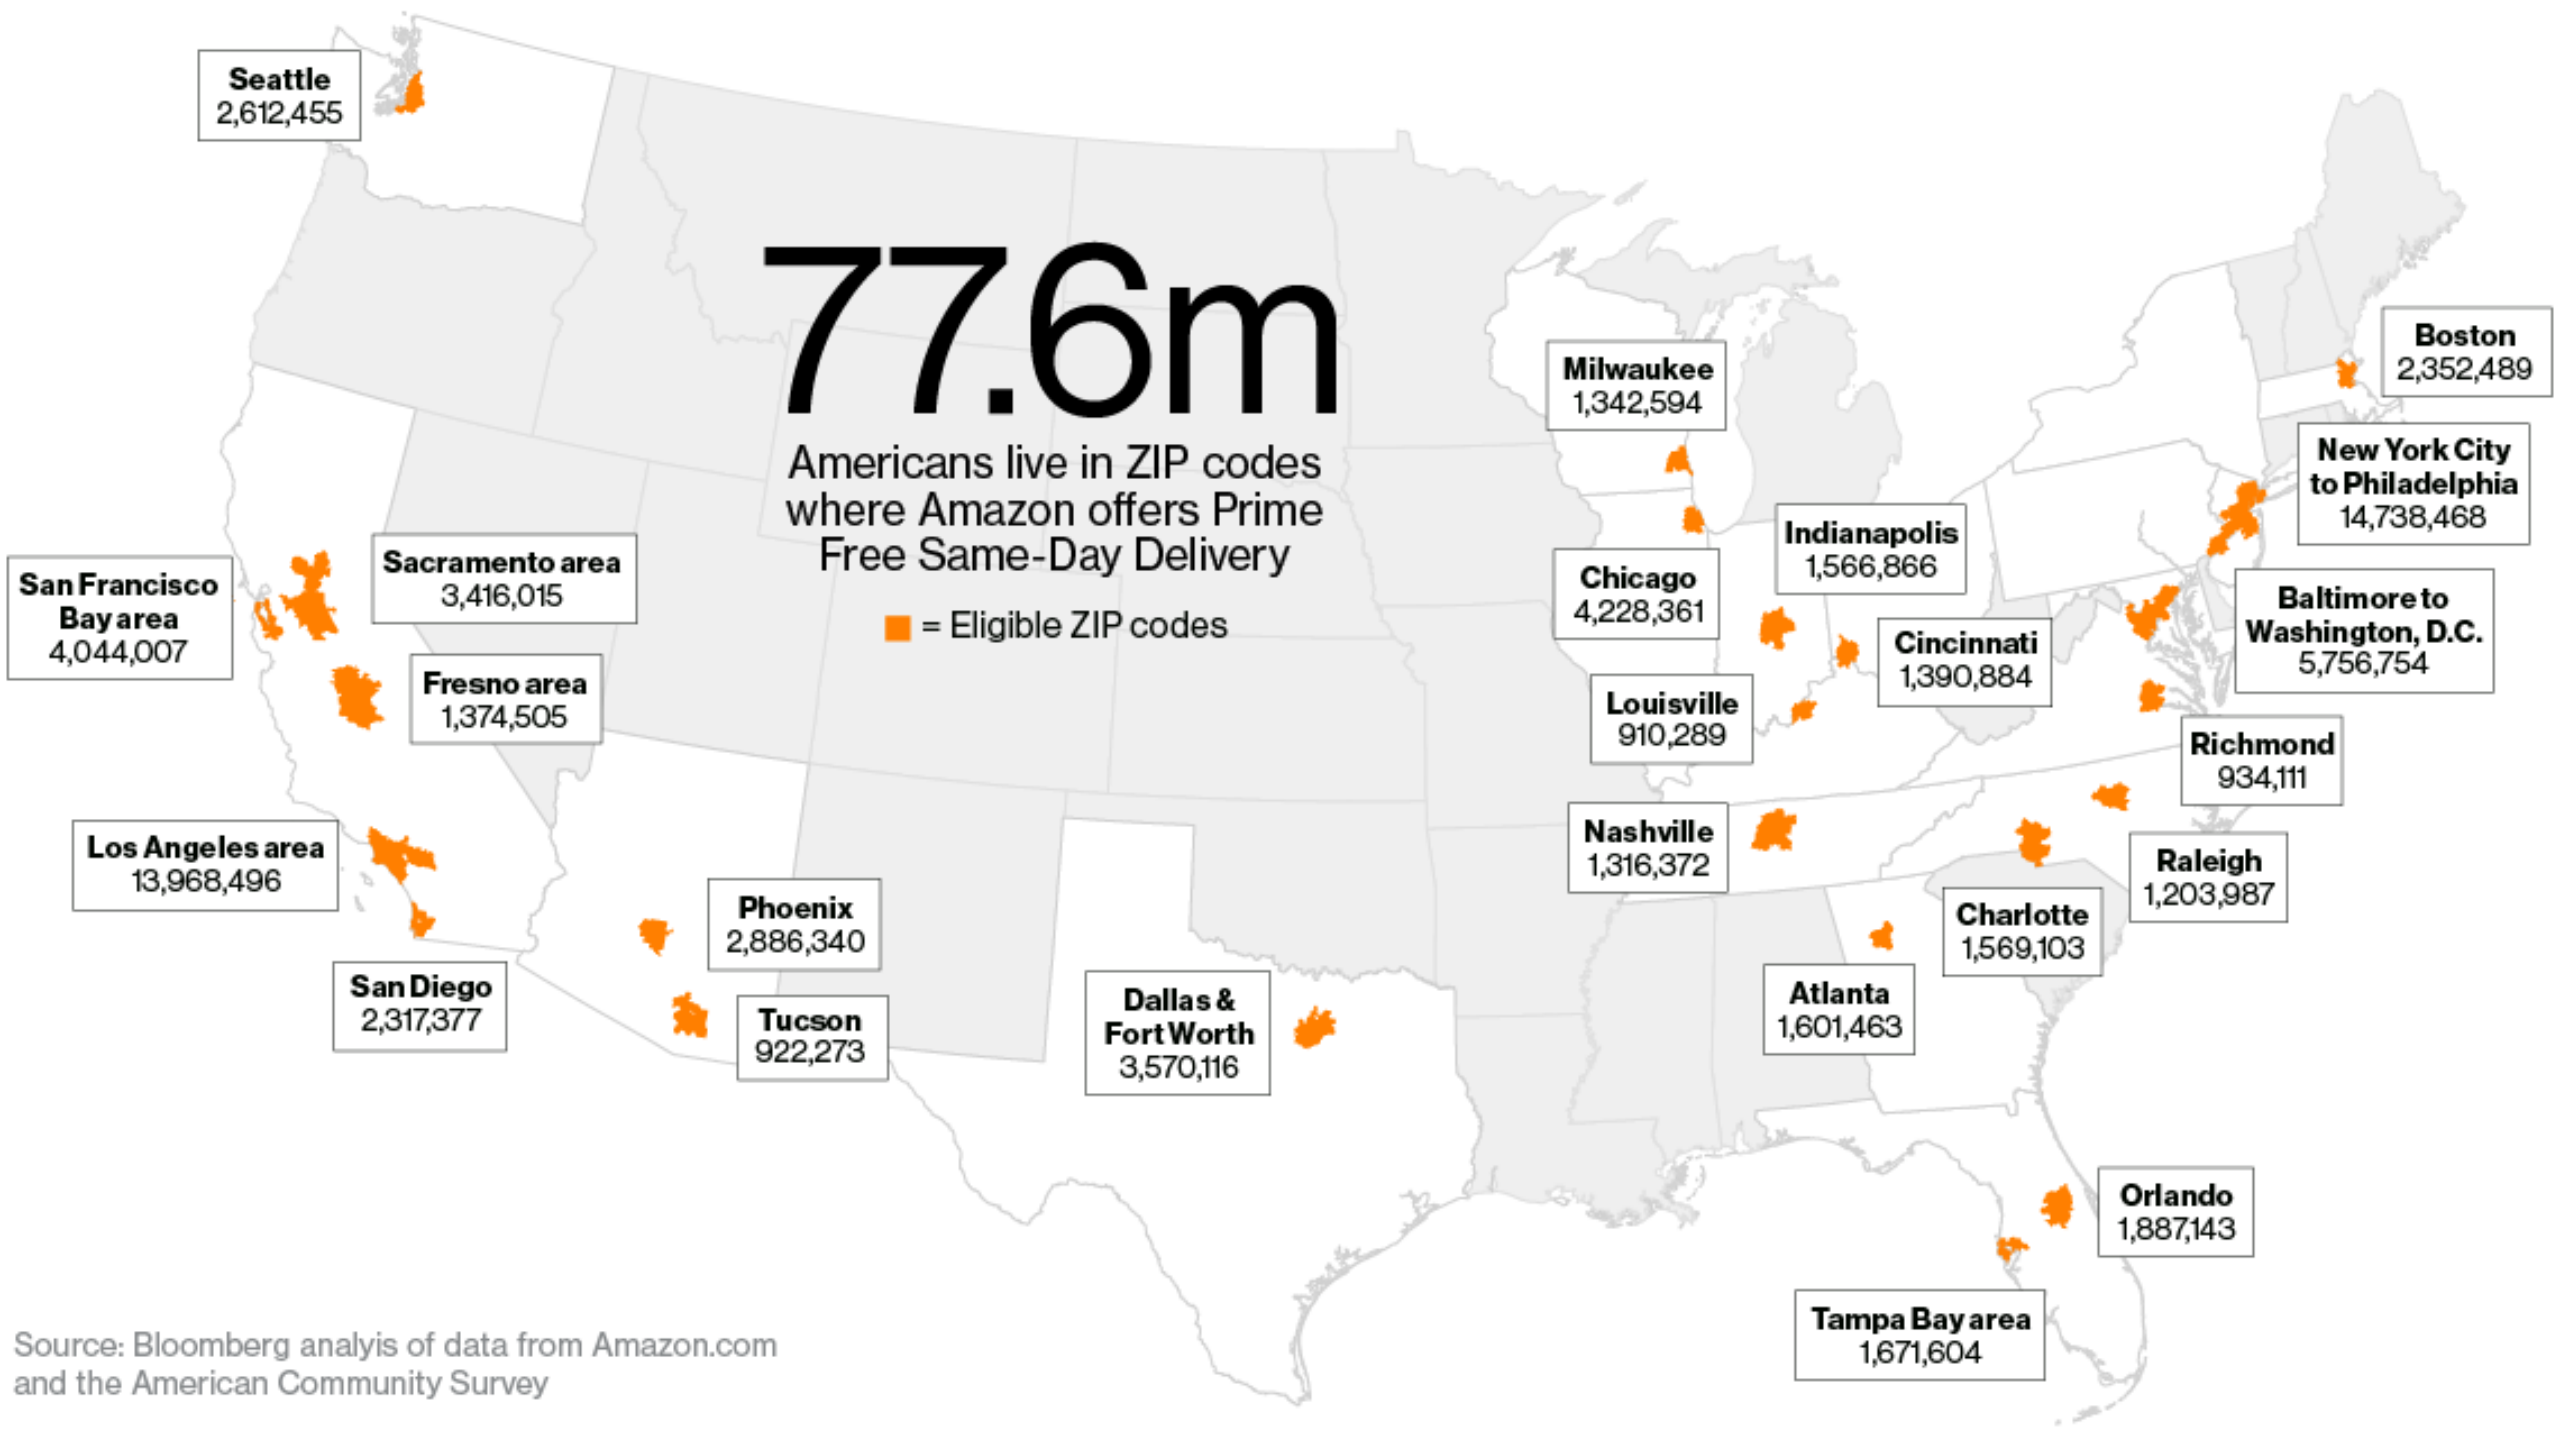 Seattle
2,612,455
77.6m
Americans live in ZIP codes
where Amazon offers Prime
Free Same-Day Delivery
= Eligible ZIP codes
Boston
2,352,489
Milwaukee
1,342,594
New York City
to Philadelphia
14,738,468
Indianapolis
1,566,866
Sacramento area
3,416,015
San Francisco
Bay area
4,044,007
Chicago
4,228,361
Baltimore to
Washington, D.C.
5,756,754
Cincinnati
1,390,884
Fresno area
1,374,505
Louisville
910,289
Richmond
934,111
Nashville
1,316,372
Los Angeles area
13,968,496
Raleigh
1,203,987
Phoenix
2,886,340
Charlotte
1,569,103
San Diego
2,317,377
Tucson
922,273
Dallas &
Fort Worth
3,570,116
Atlanta
1,601,463
Orlando
1,887,143
Tampa Bay area
1,671,604
Source: Bloomberg analyis of data from Amazon.com
and the American Community Survey